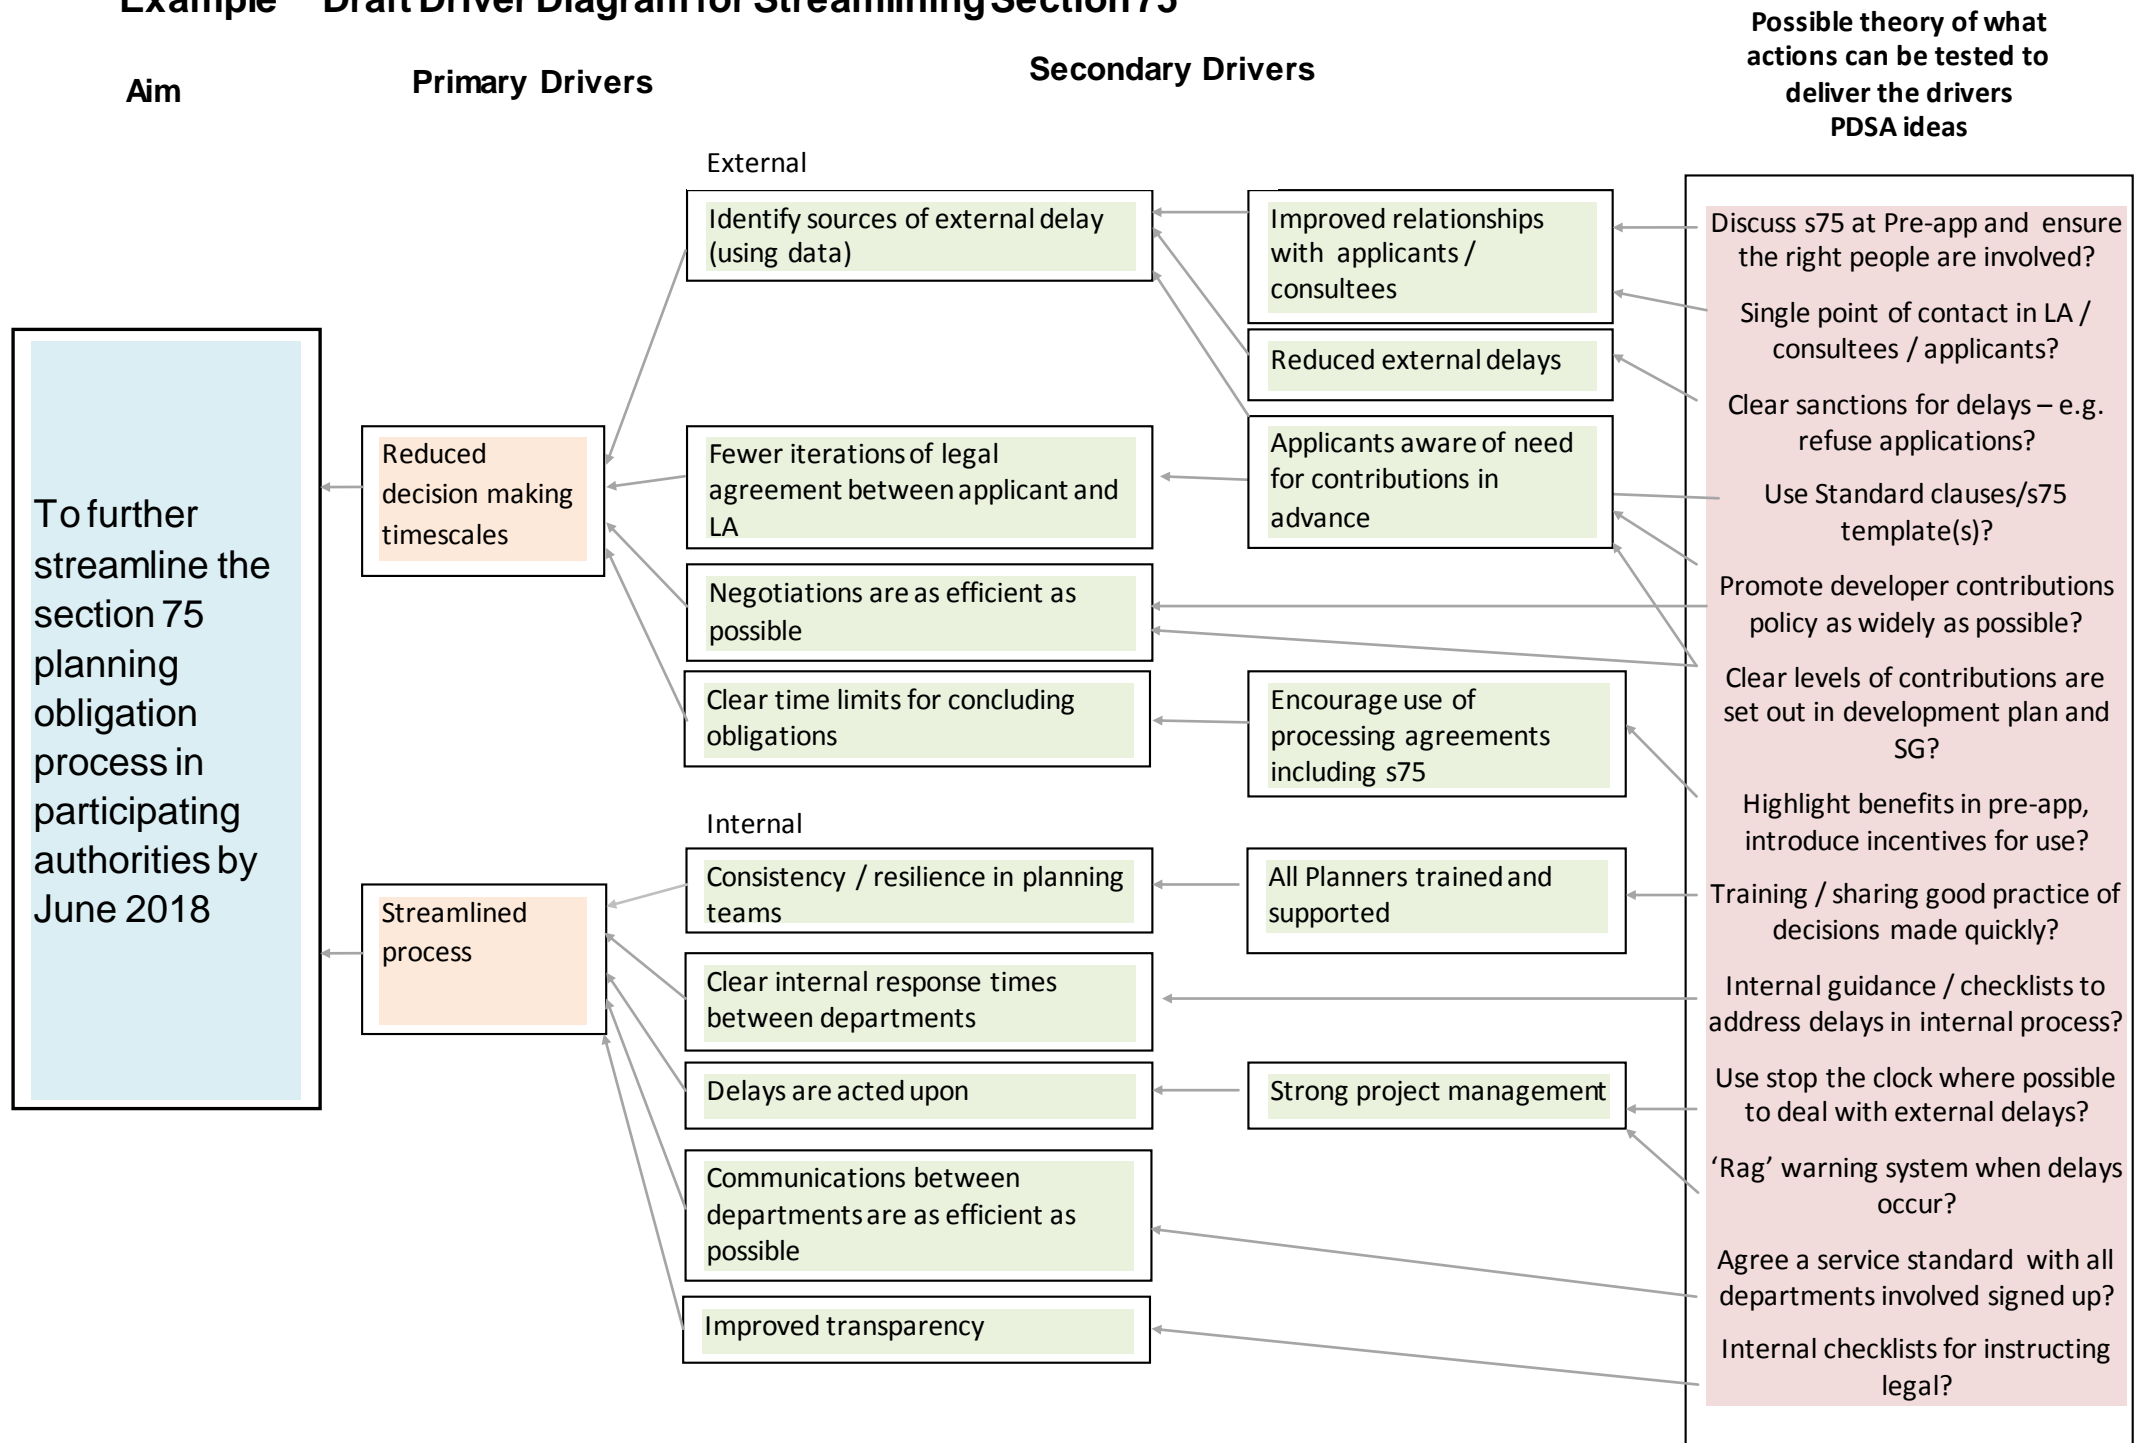 Example Draft Driver Diagram for Streamlining Section 75
Aim
Primary Drivers
Secondary Drivers
Possible theory of what
actions can be tested to
deliver the drivers
PDSA ideas
To further
streamline the
section 75
planning
obligation
process in
participating
authorities by
June 2018
Reduced
decision making
timescales
Streamlined
process
External
Identify sources of external delay
(using data)
Fewer iterations of legal
agreement between applicant and
LA
Negotiations are as efficient as
possible
Clear time limits for concluding
obligations
Internal
Consistency / resilience in planning
teams
Clear internal response times
between departments
Delays are acted upon
Communications between
departments are as efficient as
possible
Improved transparency
Improved relationships
with applicants /
consultees
Reduced external delays
Applicants aware of need
for contributions in
advance
Encourage use of
processing agreements
including s75
All Planners trained and
supported
Strong project management
Discuss s75 at Pre-app and ensure
the right people are involved?
Single point of contact in LA /
consultees / applicants?
Clear sanctions for delays – e.g.
refuse applications?
Use Standard clauses/s75
template(s)?
Promote developer contributions
policy as widely as possible?
Clear levels of contributions are
set out in development plan and
SG?
Highlight benefits in pre-app,
introduce incentives for use?
Training / sharing good practice of
decisions made quickly?
Internal guidance / checklists to
address delays in internal process?
Use stop the clock where possible
to deal with external delays?
‘Rag’ warning system when delays
occur?
Agree a service standard with all
departments involved signed up?
Internal checklists for instructing
legal?